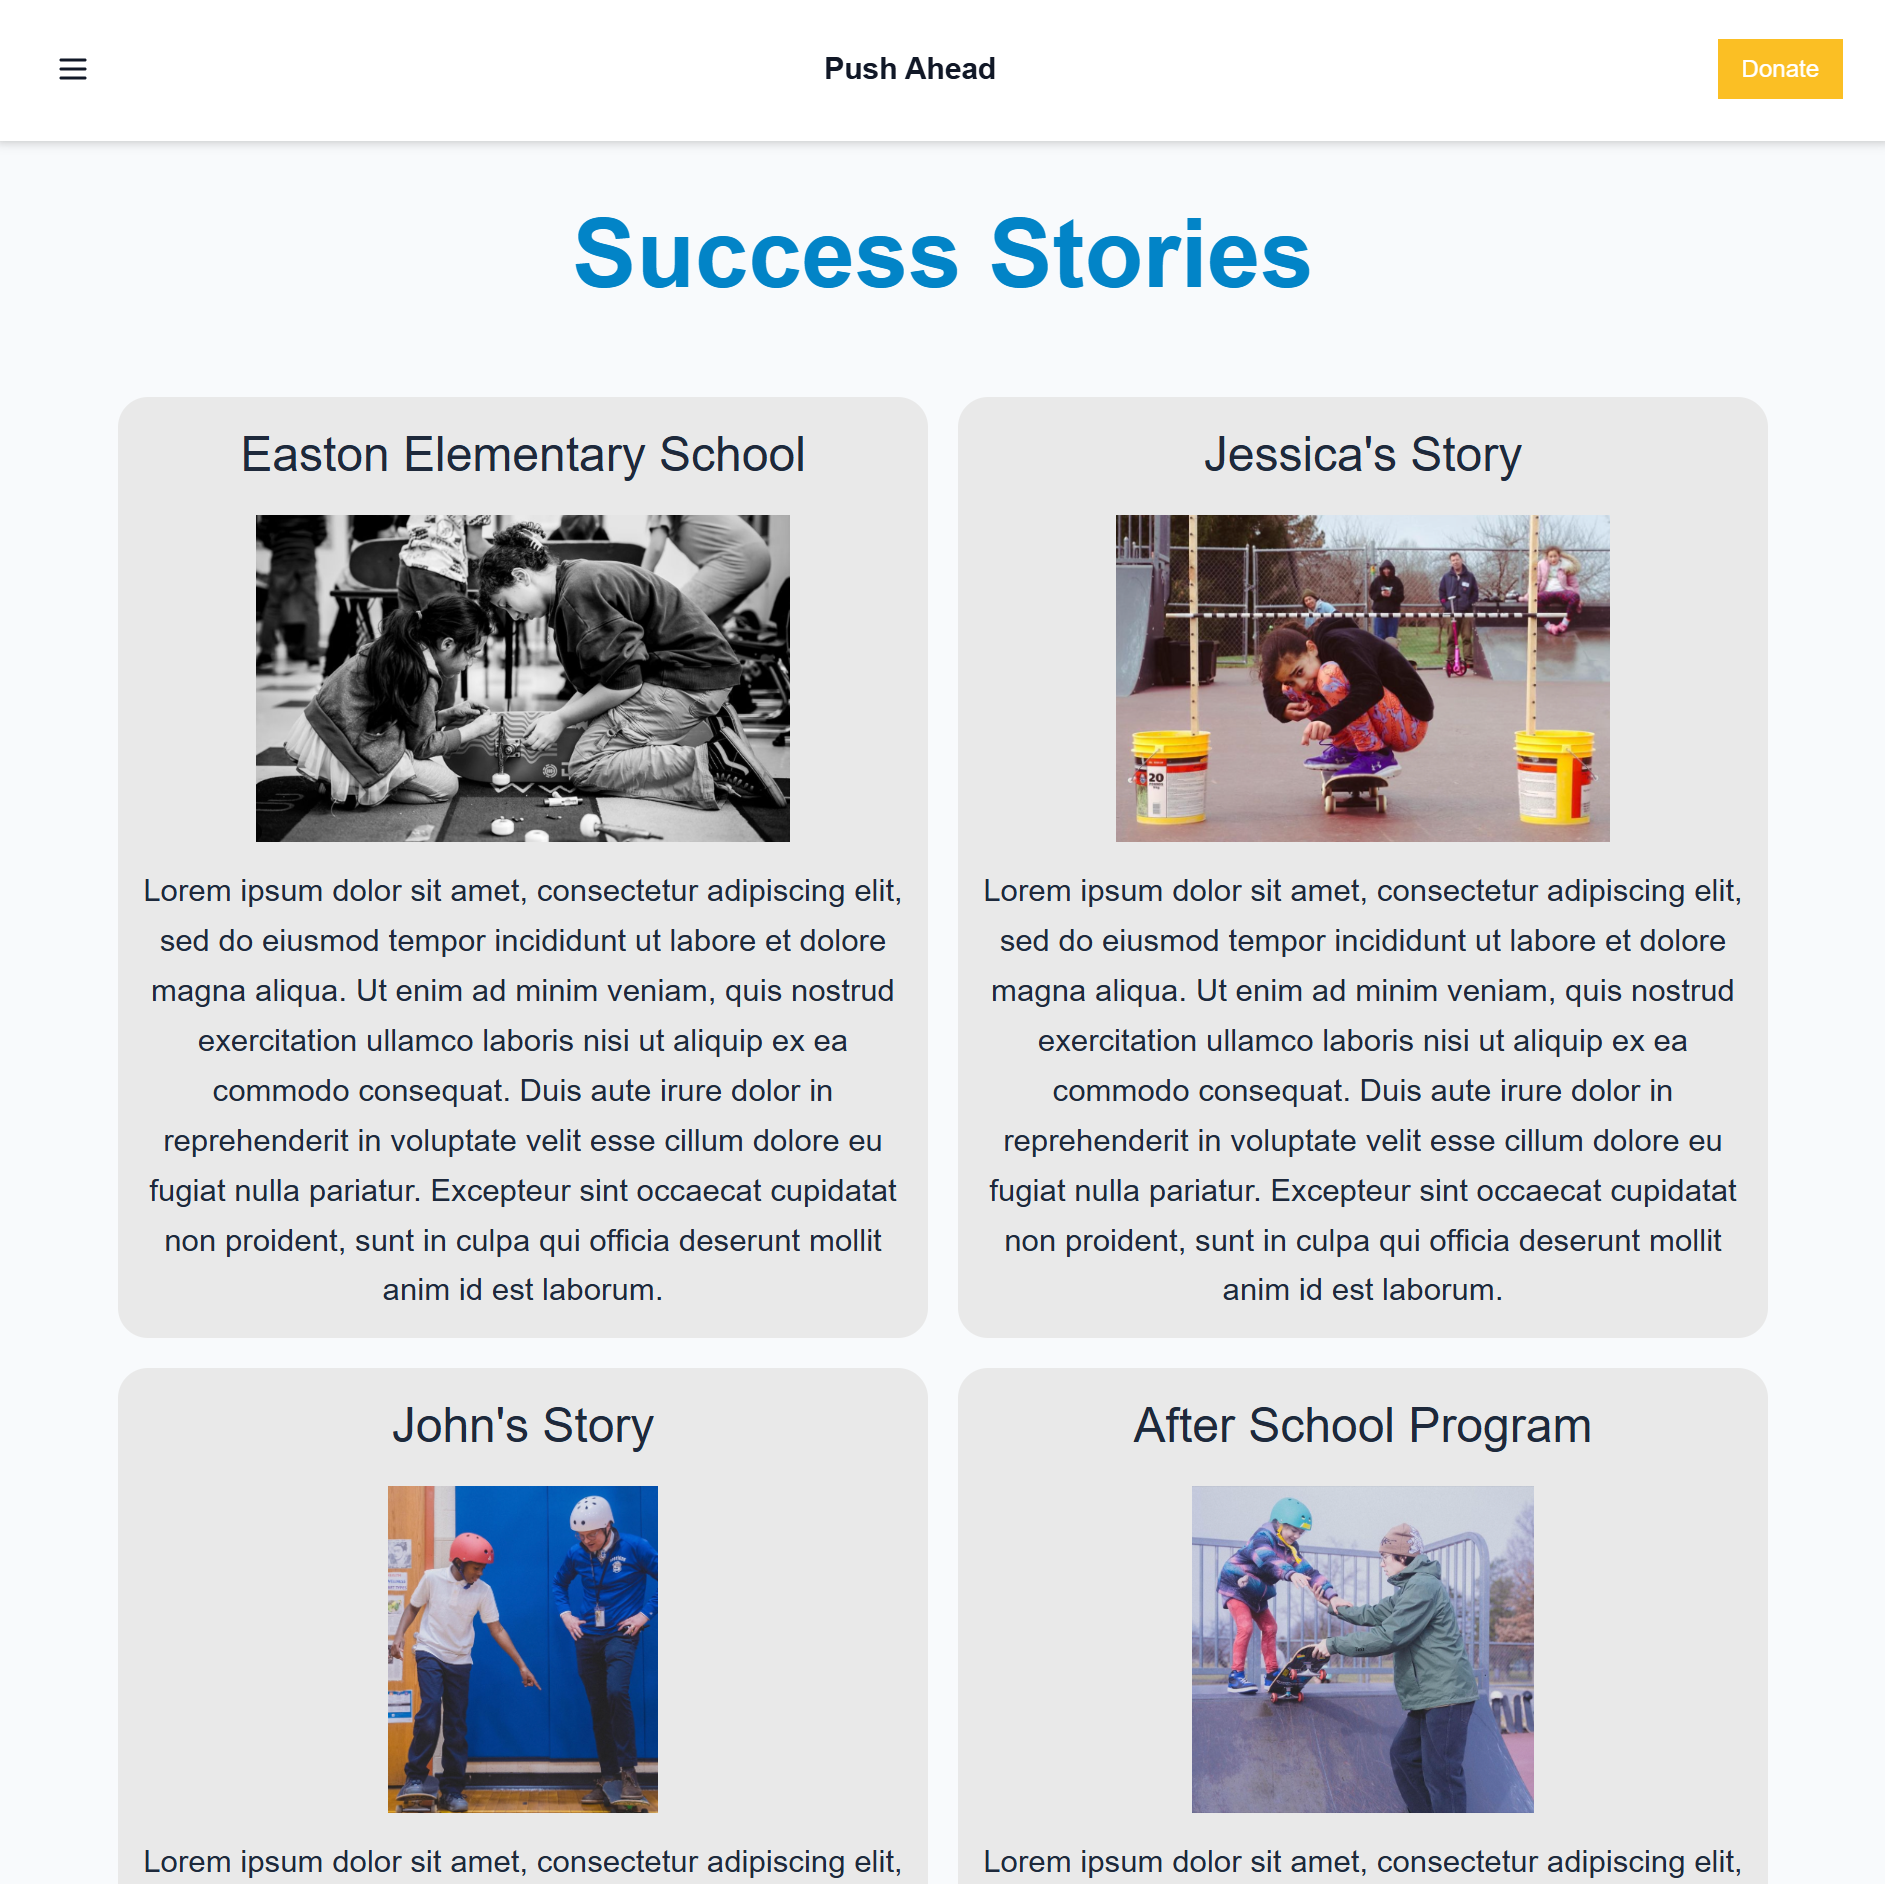 Push Ahead
Donate
Success Stories
Easton Elementary School
Lorem ipsum dolor sit amet, consectetur adipiscing elit,
sed do eiusmod tempor incididunt ut labore et dolore
magna aliqua. Ut enim ad minim veniam, quis nostrud
exercitation ullamco laboris nisi ut aliquip ex ea
commodo consequat. Duis aute irure dolor in
reprehenderit in voluptate velit esse cillum dolore eu
fugiat nulla pariatur. Excepteur sint occaecat cupidatat
non proident, sunt in culpa qui officia deserunt mollit
anim id est laborum.
Jessica's Story
20
Lorem ipsum dolor sit amet, consectetur adipiscing elit,
sed do eiusmod tempor incididunt ut labore et dolore
magna aliqua. Ut enim ad minim veniam, quis nostrud
exercitation ullamco laboris nisi ut aliquip ex ea
commodo consequat. Duis aute irure dolor in
reprehenderit in voluptate velit esse cillum dolore eu
fugiat nulla pariatur. Excepteur sint occaecat cupidatat
non proident, sunt in culpa qui officia deserunt mollit
anim id est laborum.
John's Story
Lorem ipsum dolor sit amet, consectetur adipiscing elit,
After School Program
Lorem ipsum dolor sit amet, consectetur adipiscing elit,